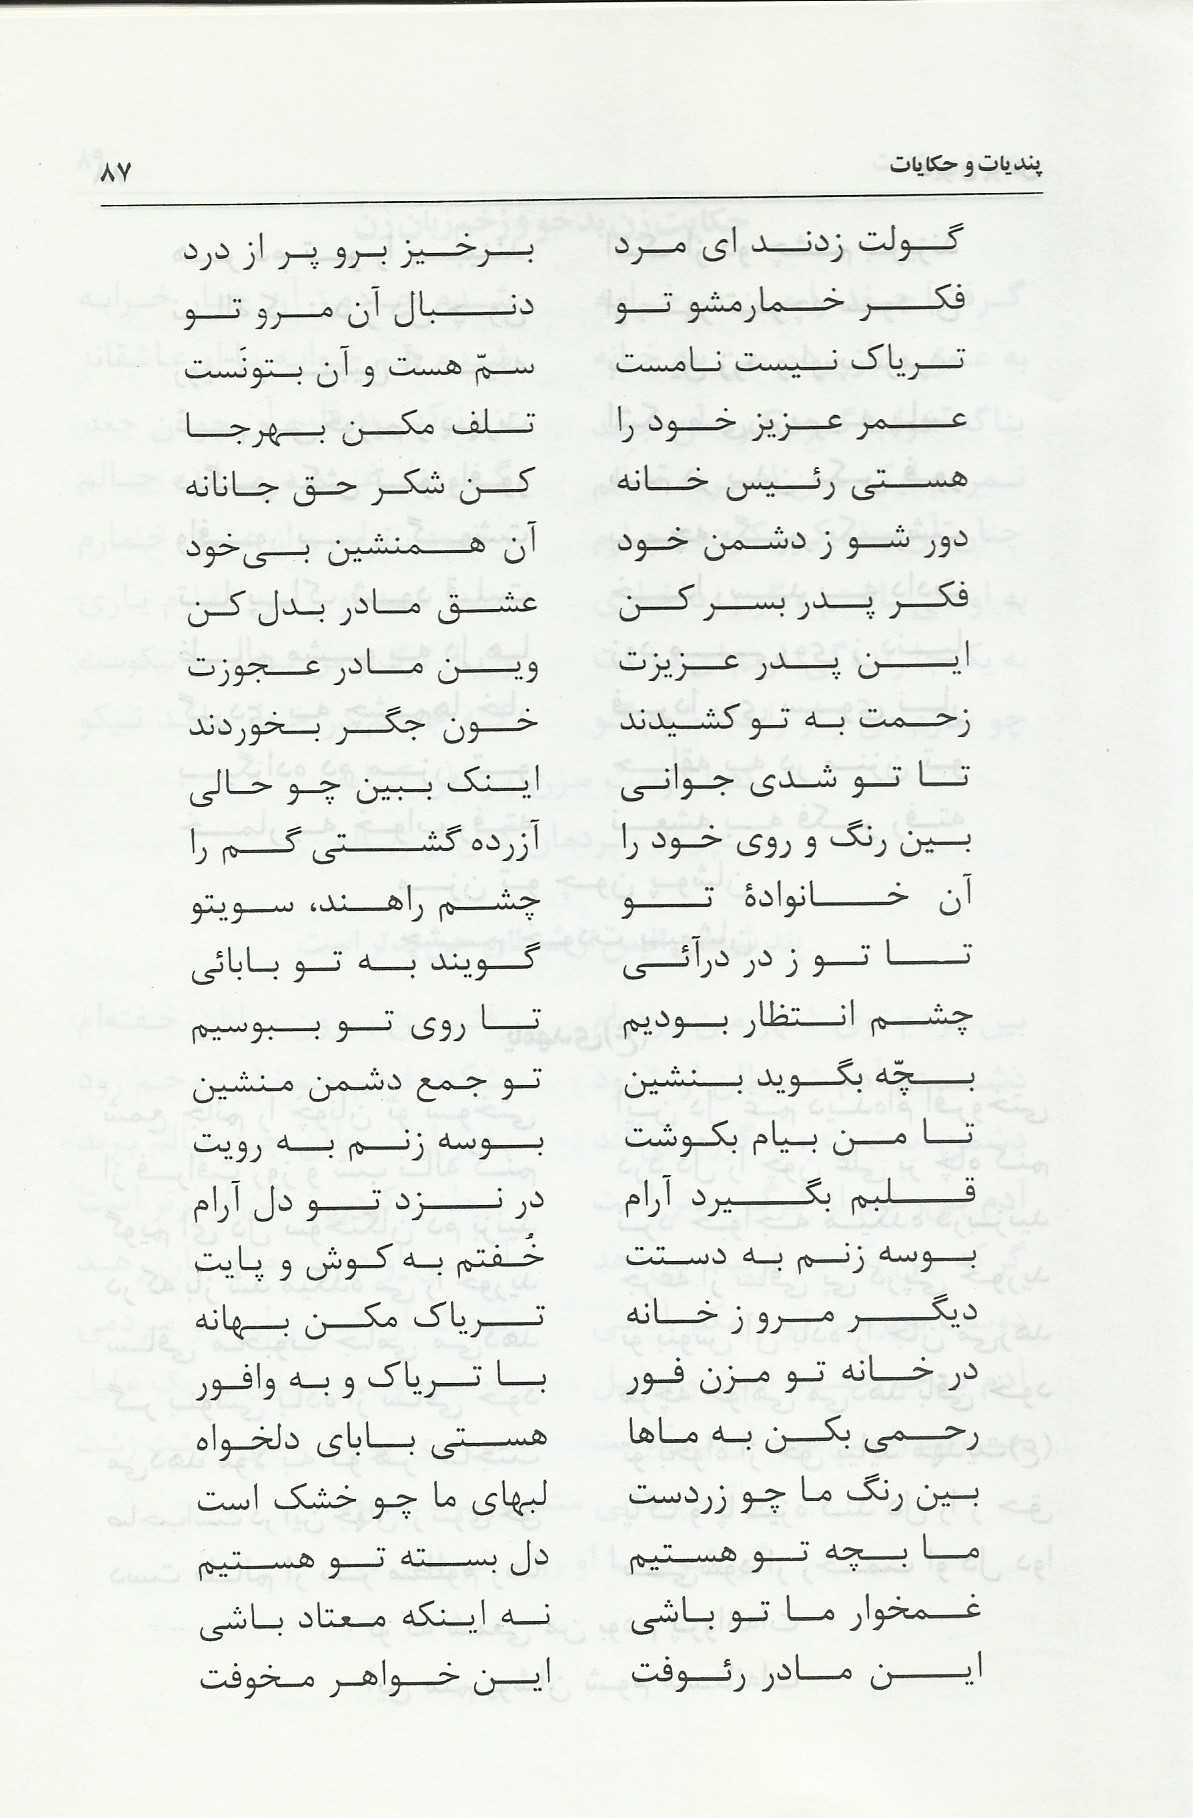 پندیات و حکایات ۸۷
گولت زدند ای مرد برخیز برو پر از درد
فکر خمارمشو تو دنبال آن مرو تو
تریاک نیست نامست سمّ هست و آن بتونَست
عمر عزیز خود را تلف مکن بهرجا
هستی رئیس خانه کن شکر حق جانانه
دور شو ز دشمن خود آن همنشین بی‌خود
فکر پدر بسر کن عشق مادر بدل کن
این پدر عزیزت وین مادر عجوزت
زحمت به تو کشیدند خون جگر بخوردند
تا تو شدی جوانی اینک ببین چو حالی
بین رنگ و روی خود را آزرده گشتی گم را
آن خانوادهٔ تو چشم راهند، سویتو
تا تو ز در درآئی گویند به تو بابائی
چشم انتظار بودیم تا روی تو ببوسیم
بچّه بگوید بنشین تو جمع دشمن منشین
تا من بیام بکوشت بوسه زنم به رویت
قلبم بگیرد آرام در نزد تو دل آرام
بوسه زنم به دستت خُفتم به کوش و پایت
دیگر مرو ز خانه تریاک مکن بهانه
در خانه تو مزن فور با تریاک و به وافور
رحمی بکن به ماها هستی بابای دلخواه
بین رنگ ما چو زردست لبهای ما چو خشک است
ما بچه تو هستیم دل بسته تو هستیم
غمخوار ما تو باشی نه اینکه معتاد باشی
این مادر رئوفت این خواهر مخوفت